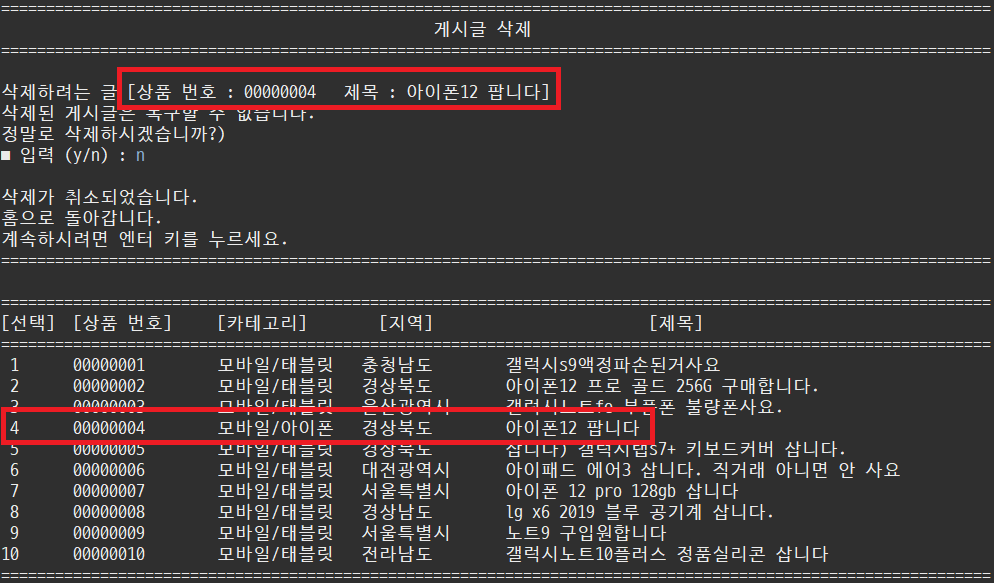 ================================================================================
게시글 삭제
================================================================================
삭제하려는 글 [상품 번호 : 00000004 제목 : 아이폰12 팝니다]
삭제된 게시글은 복구할 수 없습니다.
정말로 삭제하시겠습니까?)
■ 입력 (y/n) : n
삭제가 취소되었습니다.
홈으로 돌아갑니다.
계속하시려면 엔터 키를 누르세요.
================================================================================
================================================================================
[선택] [상품 번호] [카테고리] [지역] [제목]
================================================================================
1 00000001 모바일/태블릿 충청남도 갤럭시s9액정파손된거사요
2 00000002 모바일/태블릿 경상북도 아이폰12 프로 골드 256G 구매합니다.
3 00000003 모바일/태블릿 울산광역시 갤럭시노트fe 부품폰 불량폰사요.
4 00000004 모바일/아이폰 경상북도 아이폰12 팝니다
5 00000005 모바일/태블릿 경상북도 삽니다) 갤럭시탭s7+ 키보드커버 삽니다.
6 00000006 모바일/태블릿 대전광역시 아이패드 에어3 삽니다. 직거래 아니면 안 사요
7 00000007 모바일/태블릿 서울특별시 아이폰 12 pro 128gb 삽니다
8 00000008 모바일/태블릿 경상남도 lg x6 2019 블루 공기계 삽니다.
9 00000009 모바일/태블릿 서울특별시 노트9 구입원합니다
10 00000010 모바일/태블릿 전라남도 갤럭시노트10플러스 정품실리콘 삽니다
================================================================================